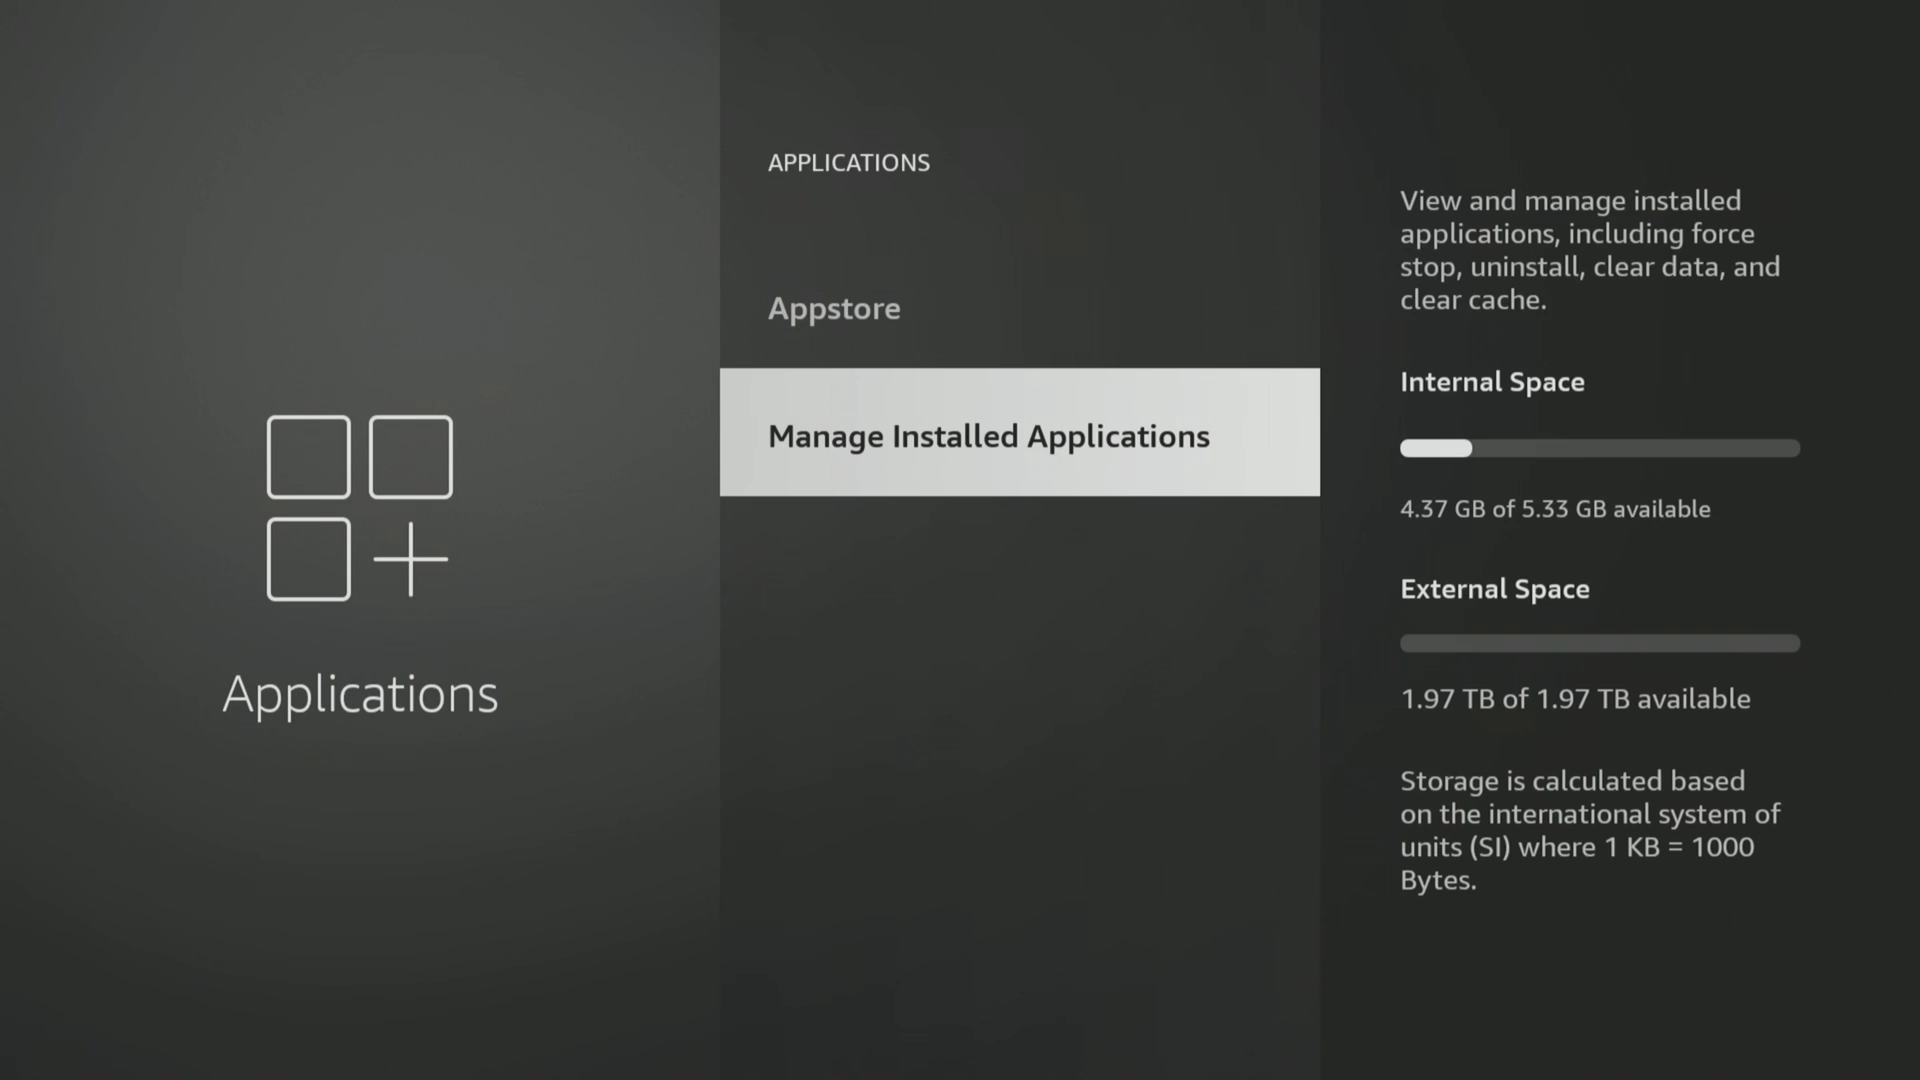 Applications
APPLICATIONS
Appstore
Manage Installed Applications
View and manage installed
applications, including force
stop, uninstall, clear data, and
clear cache.
Internal Space
4.37 GB of 5.33 GB available
External Space
1.97 TB of 1.97 TB available
Storage is calculated based
on the international system of
units (SI) where 1 KB = 1000
Bytes.